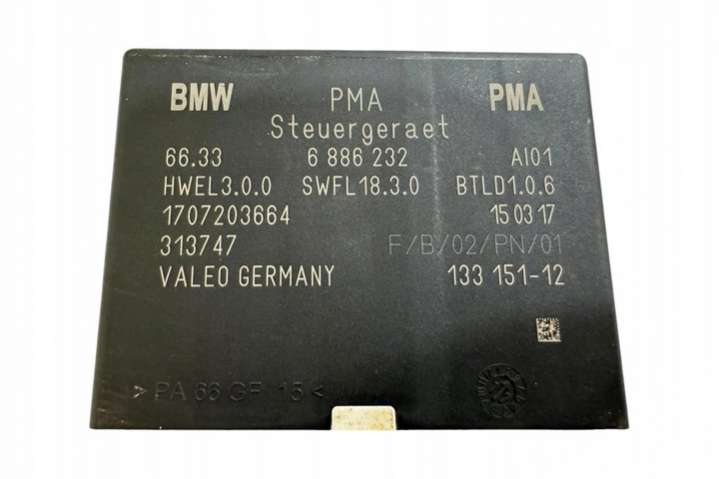 BMW PMA PMA
Steuergeraet
66.33 6 886 232 AI01
HWEL3.0.0 SWFL18.3.0 BTLD1.0.6
1707203664 15 03 17
313747 F/B/02/PN/01
VALEO GERMANY 133 151-12
> PA 66 GF 15 <